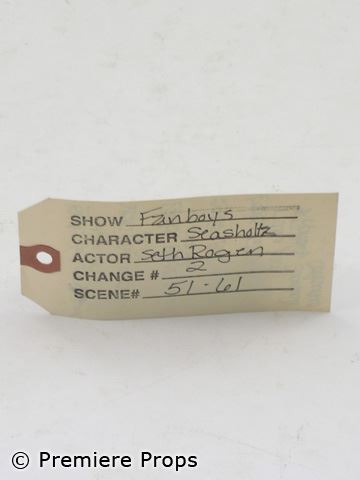 SHOW Fanboys
CHARACTER Seasholtz
ACTOR Seth Rogen
CHANGE # 2
SCENE# 51-61
© Premiere Props